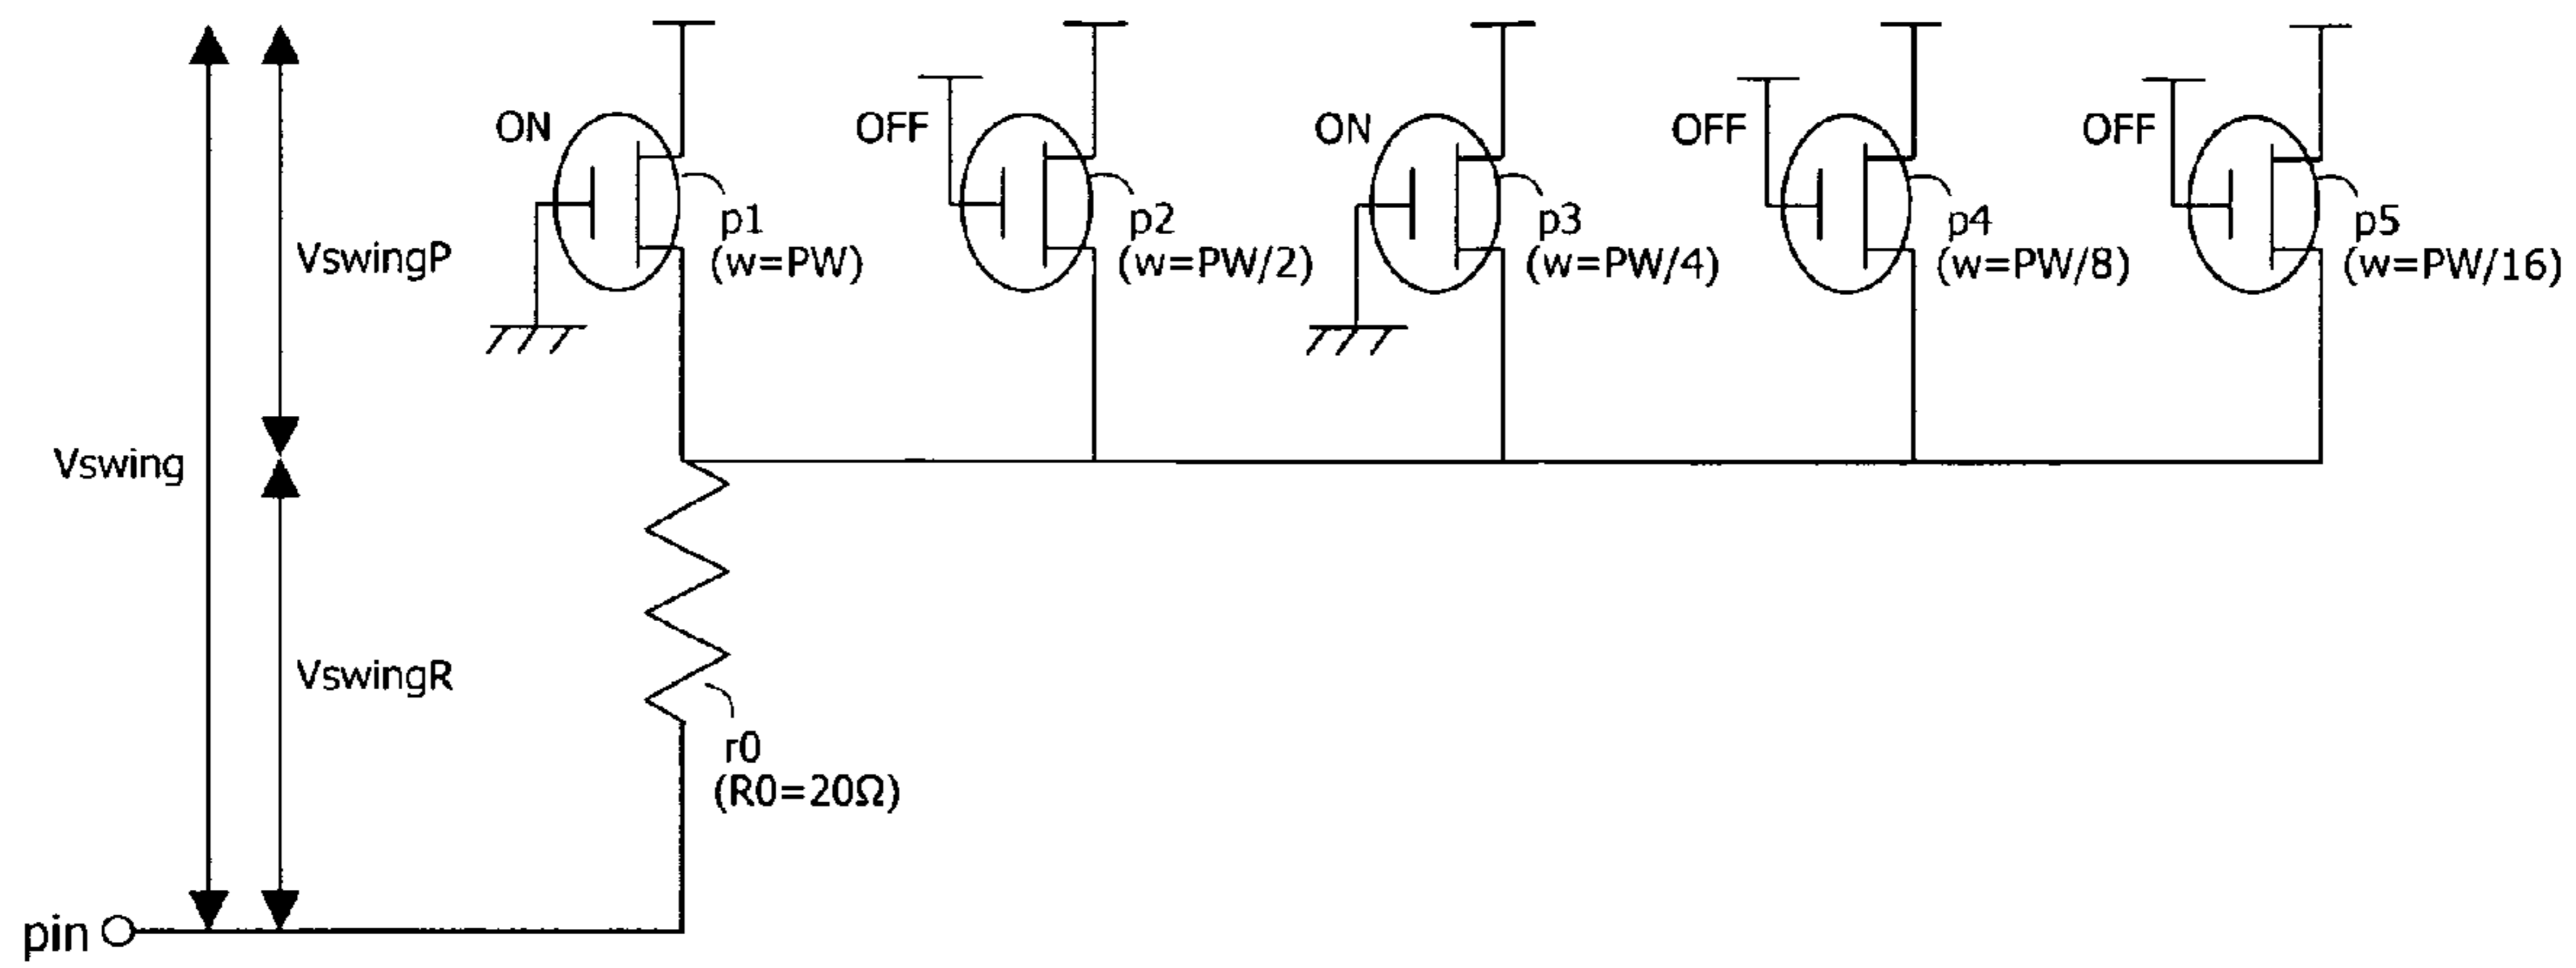 ON
OFF
ON
OFF
OFF
p1
(w=PW)
p2
(w=PW/2)
p3
(w=PW/4)
p4
(w=PW/8)
p5
(w=PW/16)
VswingP
Vswing
VswingR
r0
(R0=20Ω)
pin